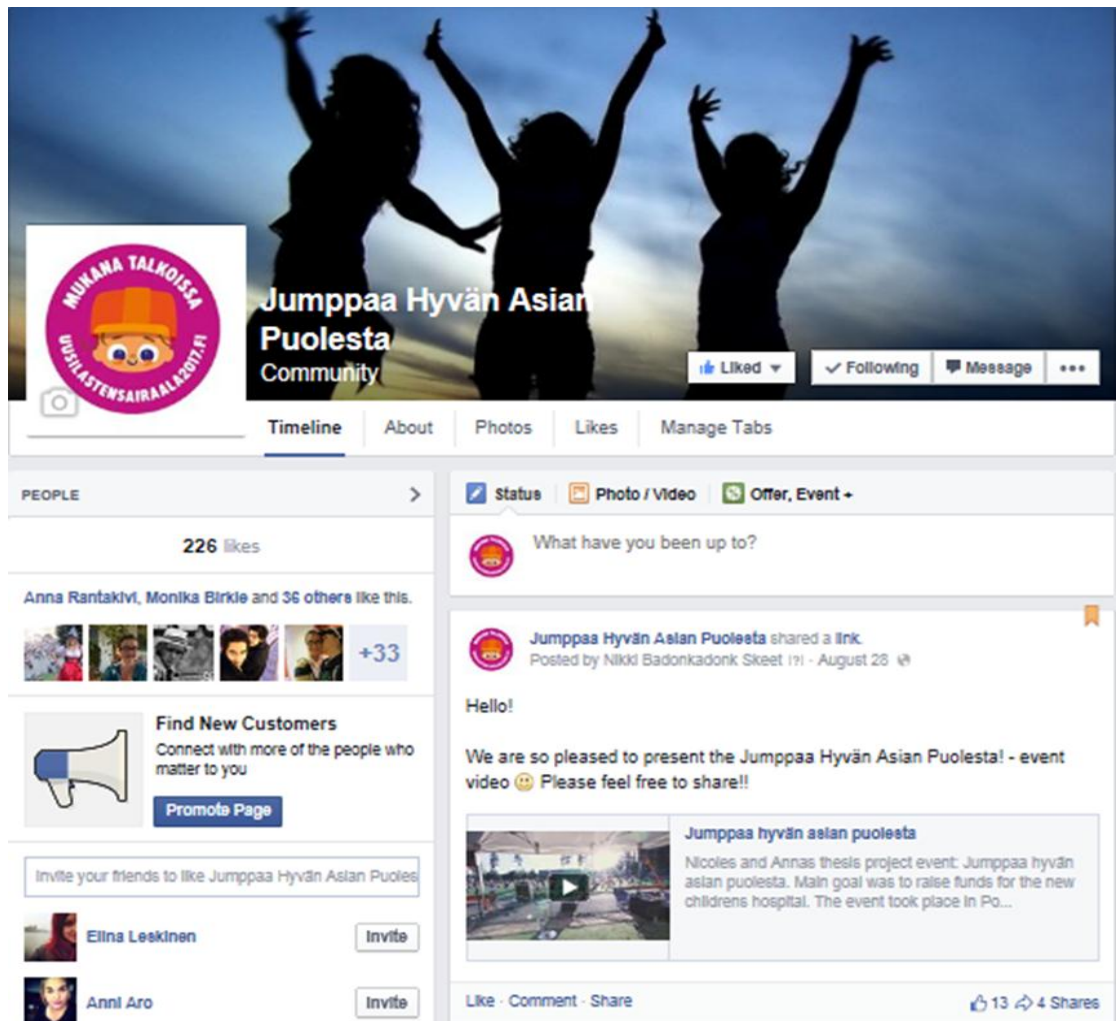 MUKANA TALKOISSA
UUSILASTENSAIRAALA2017.FI
Jumppaa Hyvän Asian
Puolesta
Community
Liked
Following
Message
Timeline
About
Photos
Likes
Manage Tabs
PEOPLE
226 likes
Anna Rantakivi, Monika Birkle and 36 others like this.
+33
Find New Customers
Connect with more of the people who
matter to you
Promote Page
Invite your friends to like Jumppaa Hyvän Asian Puoles
Elina Leskinen
Invite
Anni Aro
Invite
Status
Photo / Video
Offer, Event +
What have you been up to?
Jumppaa Hyvän Asian Puolesta shared a link.
Posted by Nikki Badonkadonk Skeet [?] · August 28
Hello!
We are so pleased to present the Jumppaa Hyvän Asian Puolesta! - event
video 🙂 Please feel free to share!!
Jumppaa hyvän asian puolesta
Nicoles and Annas thesis project event: Jumppaa hyvän
asian puolesta. Main goal was to raise funds for the new
childrens hospital. The event took place in Po...
Like · Comment · Share
13
4 Shares